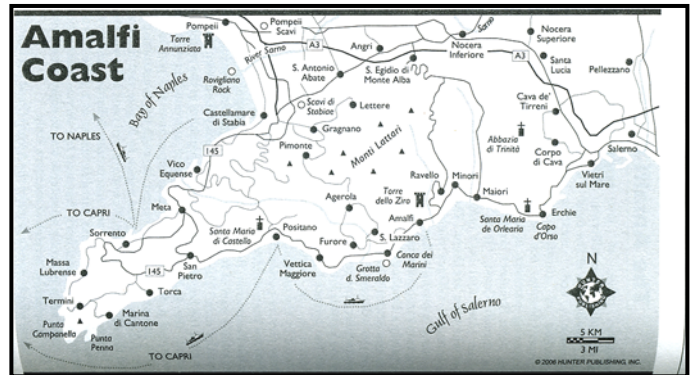 Amalfi
Coast
Pompeii
Pompeii
Scavi
Torre
Annunziata
River Sarno
A3
Angri
Sarno
Nocera
Inferiore
Nocera
Superiore
A3
Santa
Lucia
Pellezzano
S. Antonio
Abate
S. Egidio di
Monte Alba
Rovigliano
Rock
Bay of Naples
Scavi di
Stabiae
Lettere
Cava de'
Tirreni
Castellamare
di Stabia
Gragnano
TO NAPLES
145
Pimonte
Monti Lattari
Abbazia
di Trinità
Corpo
di Cava
Salerno
Vico
Equense
Ravello
Minori
Vietri
sul Mare
Meta
Agerola
Torre
dello Ziro
Maiori
TO CAPRI
Santa Maria
di Castello
Positano
Amalfi
Santa Maria
de Orlearia
Erchie
Capo
d'Orso
Sorrento
Furore
S. Lazzaro
Massa
Lubrense
145
San
Pietro
Vettica
Maggiore
Conca dei
Marini
Grotta
d. Smeraldo
N
Termini
Torca
Marina
di Cantone
Gulf of Salerno
Punta
Campanella
Punta
Penna
TO CAPRI
5 KM
3 MI
© 2006 HUNTER PUBLISHING, INC.